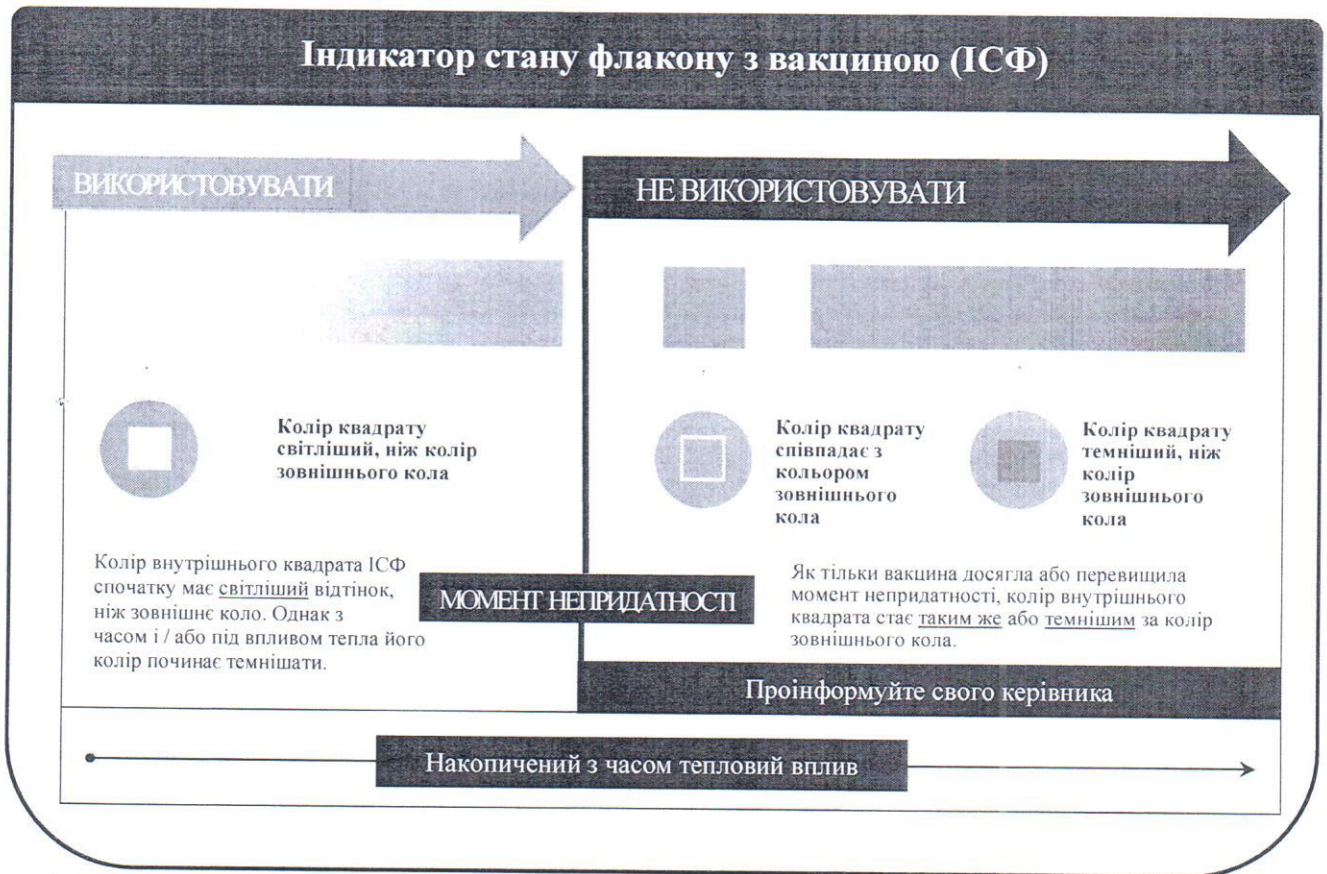 Індикатор стану флакону з вакциною (ІСФ)
ВИКОРИСТОВУВАТИ
НЕ ВИКОРИСТОВУВАТИ
Колір квадрату
світліший, ніж колір
зовнішнього кола
Колір квадрату
співпадає з
кольором
зовнішнього
кола
Колір квадрату
темніший, ніж
колір
зовнішнього
кола
Колір внутрішнього квадрата ІСФ
спочатку має світліший відтінок,
ніж зовнішнє коло. Однак з
часом і / або під впливом тепла його
колір починає темнішати.
МОМЕНТ НЕПРИДАТНОСТІ
Як тільки вакцина досягла або перевищила
момент непридатності, колір внутрішнього
квадрата стає таким же або темнішим за колір
зовнішнього кола.
Проінформуйте свого керівника
Накопичений з часом тепловий вплив